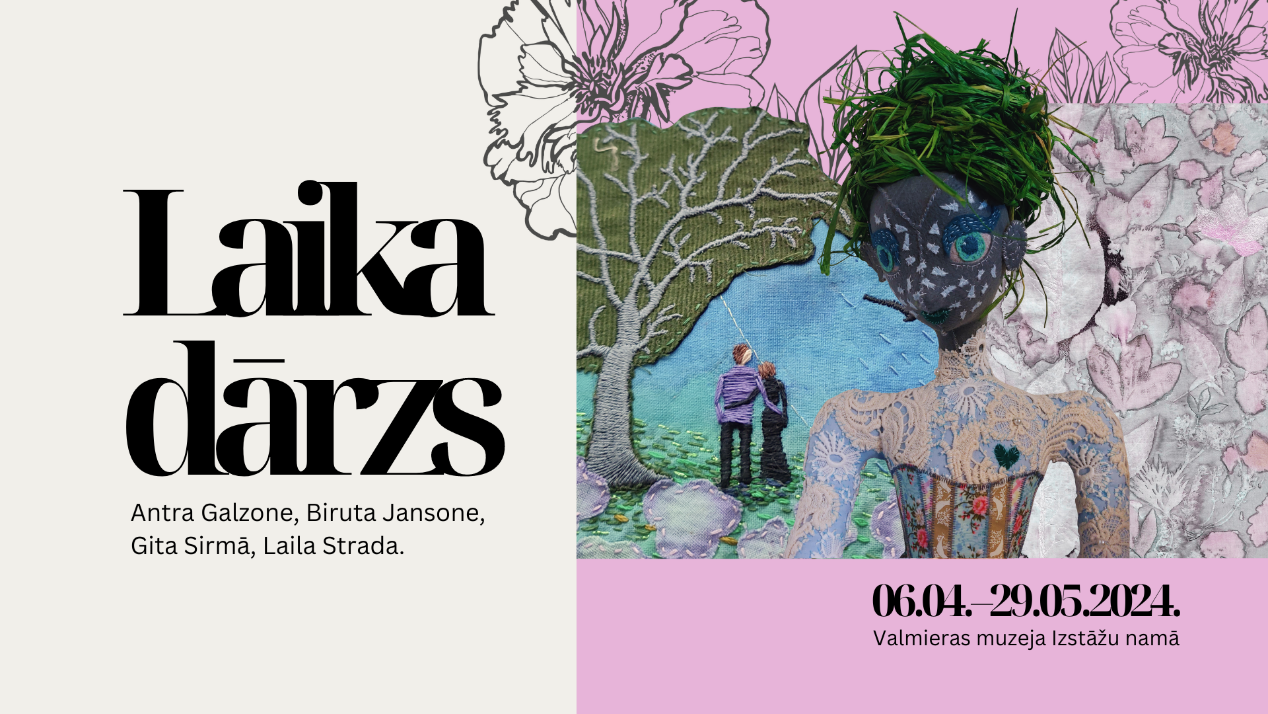 Laika
dārzs
Antra Galzone, Biruta Jansone,
Gita Sirmā, Laila Strada.
06.04.–29.05.2024.
Valmieras muzeja Izstāžu namā